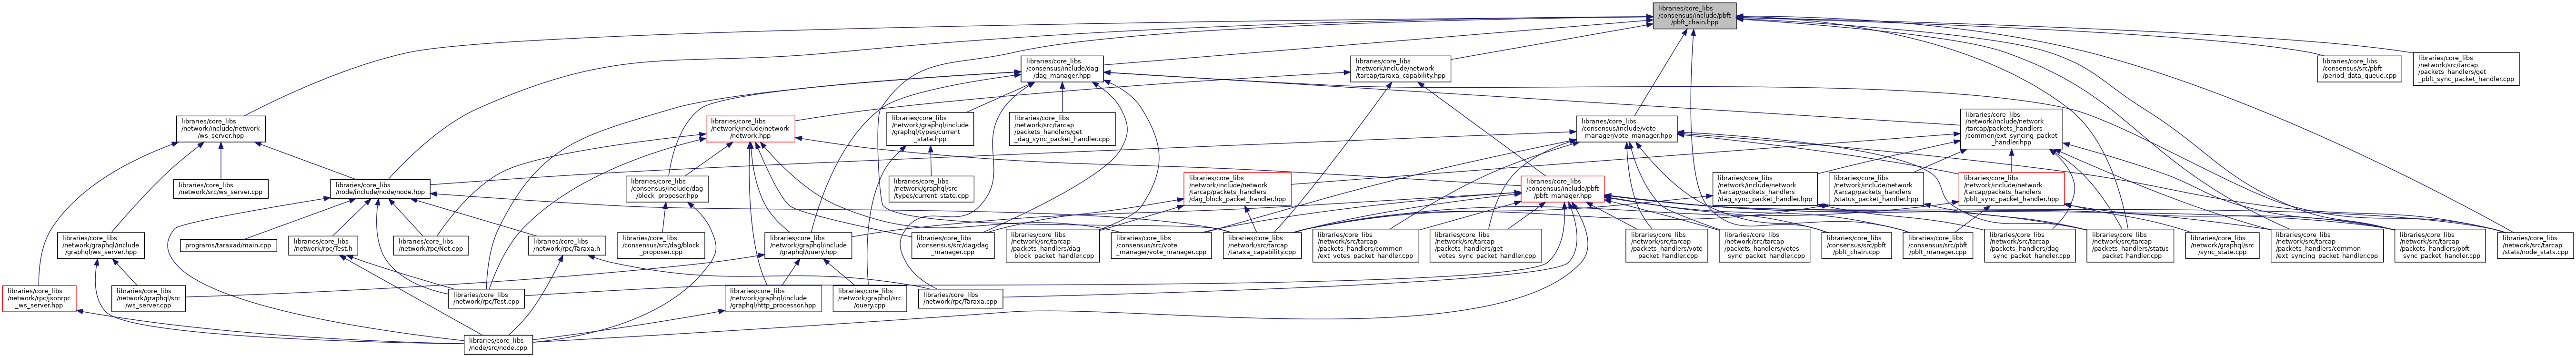 libraries/core_libs
/consensus/include/pbft
/pbft_chain.hpp
libraries/core_libs
/consensus/include/dag
/dag_manager.hpp
libraries/core_libs
/network/include/network
/tarcap/taraxa_capability.hpp
libraries/core_libs
/consensus/src/pbft
/period_data_queue.cpp
libraries/core_libs
/network/src/tarcap
/packets_handlers/get
_pbft_sync_packet_handler.cpp
libraries/core_libs
/network/include/network
/ws_server.hpp
libraries/core_libs
/network/include/network
/network.hpp
libraries/core_libs
/network/graphql/include
/graphql/types/current
_state.hpp
libraries/core_libs
/network/src/tarcap
/packets_handlers/get
_dag_sync_packet_handler.cpp
libraries/core_libs
/consensus/include/vote
_manager/vote_manager.hpp
libraries/core_libs
/network/include/network
/tarcap/packets_handlers
/common/ext_syncing_packet
_handler.hpp
libraries/core_libs
/network/src/ws_server.cpp
libraries/core_libs
/node/include/node/node.hpp
libraries/core_libs
/consensus/include/dag
/block_proposer.hpp
libraries/core_libs
/network/graphql/src
/types/current_state.cpp
libraries/core_libs
/network/include/network
/tarcap/packets_handlers
/dag_block_packet_handler.hpp
libraries/core_libs
/consensus/include/pbft
/pbft_manager.hpp
libraries/core_libs
/network/include/network
/tarcap/packets_handlers
/dag_sync_packet_handler.hpp
libraries/core_libs
/network/include/network
/tarcap/packets_handlers
/status_packet_handler.hpp
libraries/core_libs
/network/include/network
/tarcap/packets_handlers
/pbft_sync_packet_handler.hpp
libraries/core_libs
/network/graphql/include
/graphql/ws_server.hpp
programs/taraxad/main.cpp
libraries/core_libs
/network/rpc/Test.h
libraries/core_libs
/network/rpc/Net.cpp
libraries/core_libs
/network/rpc/Taraxa.h
libraries/core_libs
/consensus/src/dag/block
_proposer.cpp
libraries/core_libs
/network/graphql/include
/graphql/query.hpp
libraries/core_libs
/consensus/src/dag/dag
_manager.cpp
libraries/core_libs
/network/src/tarcap
/packets_handlers/dag
_block_packet_handler.cpp
libraries/core_libs
/consensus/src/vote
_manager/vote_manager.cpp
libraries/core_libs
/network/src/tarcap
/taraxa_capability.cpp
libraries/core_libs
/network/src/tarcap
/packets_handlers/common
/ext_votes_packet_handler.cpp
libraries/core_libs
/network/src/tarcap
/packets_handlers/get
_votes_sync_packet_handler.cpp
libraries/core_libs
/network/src/tarcap
/packets_handlers/vote
_packet_handler.cpp
libraries/core_libs
/network/src/tarcap
/packets_handlers/votes
_sync_packet_handler.cpp
libraries/core_libs
/consensus/src/pbft
/pbft_chain.cpp
libraries/core_libs
/consensus/src/pbft
/pbft_manager.cpp
libraries/core_libs
/network/src/tarcap
/packets_handlers/dag
_sync_packet_handler.cpp
libraries/core_libs
/network/src/tarcap
/packets_handlers/status
_packet_handler.cpp
libraries/core_libs
/network/graphql/src
/sync_state.cpp
libraries/core_libs
/network/src/tarcap
/packets_handlers/common
/ext_syncing_packet_handler.cpp
libraries/core_libs
/network/src/tarcap
/packets_handlers/pbft
_sync_packet_handler.cpp
libraries/core_libs
/network/src/tarcap
/stats/node_stats.cpp
libraries/core_libs
/network/rpc/jsonrpc
_ws_server.hpp
libraries/core_libs
/network/graphql/src
/ws_server.cpp
libraries/core_libs
/network/rpc/Test.cpp
libraries/core_libs
/network/graphql/include
/graphql/http_processor.hpp
libraries/core_libs
/network/graphql/src
/query.cpp
libraries/core_libs
/network/rpc/Taraxa.cpp
libraries/core_libs
/node/src/node.cpp